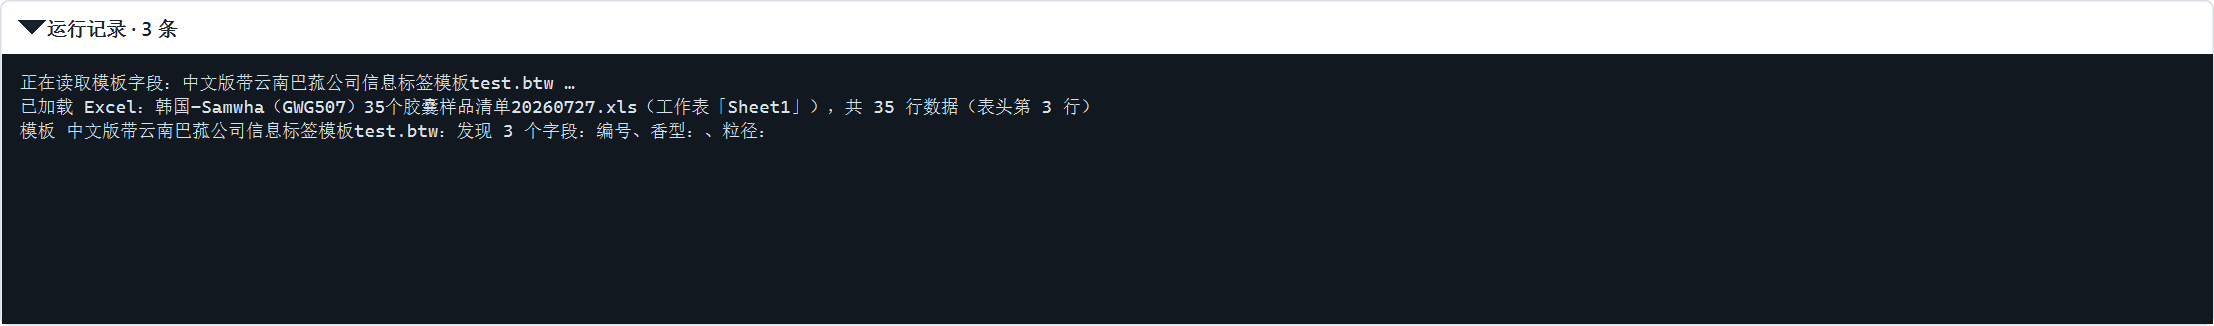 运行记录 · 3 条
正在读取模板字段：中文版带云南巴菰公司信息标签模板test.btw …
已加载 Excel：韩国-Samwha（GWG507）35个胶囊样品清单20260727.xls（工作表「Sheet1」），共 35 行数据（表头第 3 行）
模板 中文版带云南巴菰公司信息标签模板test.btw：发现 3 个字段：编号、香型：、粒径：